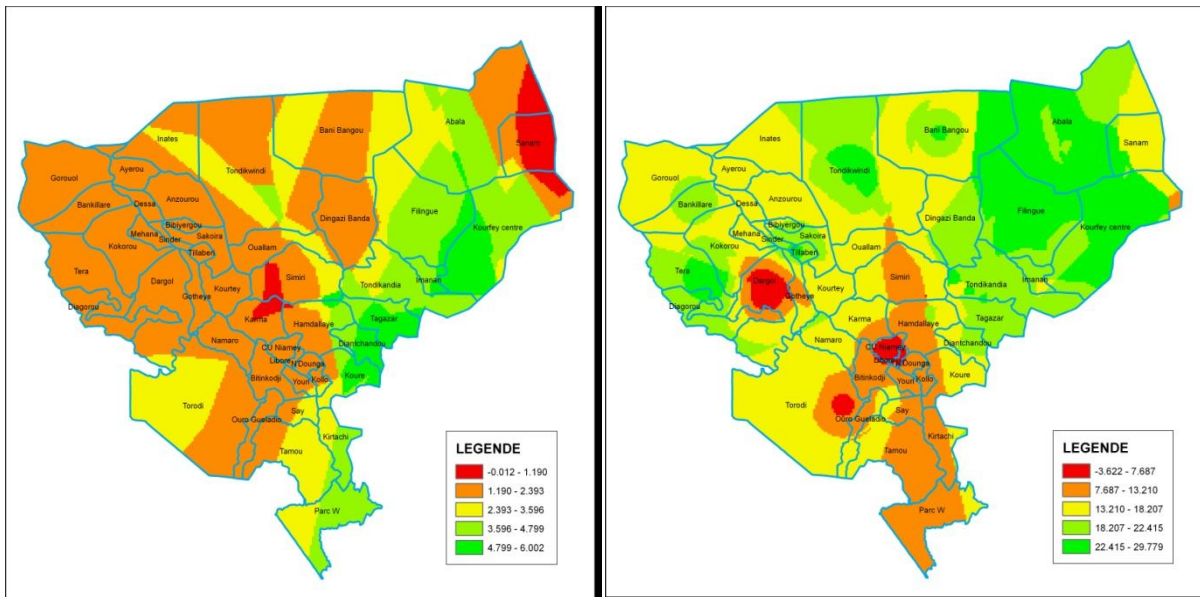 Abala
Bani Bangou
Inates
Sanam
Tondikwindi
Ayerou
Gorouol
Anzourou
Dessa
Bankillare
Filingue
Dingazi Banda
Kourfey centre
Bibiyergou
Mehana
Sinder
Sakoira
Kokorou
Ouallam
Tillaberi
Tera
Simiri
Imanan
Dargol
Tondikandia
Kourtey
Gotheye
Diagorou
Karma
Tagazar
Hamdallaye
Namaro
Diantchandou
CU Niamey
Libore
N'Dounga
Koure
Bitinkodji
Youri
Kollo
Torodi
Say
Ouro Gueladio
Kirtachi
Tamou
Parc W
LEGENDE
-0.012 - 1.190
1.190 - 2.393
2.393 - 3.596
3.596 - 4.799
4.799 - 6.002
Abala
Bani Bangou
Inates
Sanam
Tondikwindi
Ayerou
Gorouol
Anzourou
Dessa
Bankillare
Filingue
Dingazi Banda
Kourfey centre
Bibiyergou
Mehana
Sinder
Sakoira
Kokorou
Ouallam
Tillaberi
Tera
Simiri
Imanan
Dargol
Tondikandia
Kourtey
Gotheye
Diagorou
Karma
Tagazar
Hamdallaye
Namaro
Diantchandou
CU Niamey
Libore
N'Dounga
Koure
Bitinkodji
Youri
Kollo
Torodi
Say
Ouro Gueladio
Kirtachi
Tamou
Parc W
LEGENDE
-3.622 - 7.687
7.687 - 13.210
13.210 - 18.207
18.207 - 22.415
22.415 - 29.779